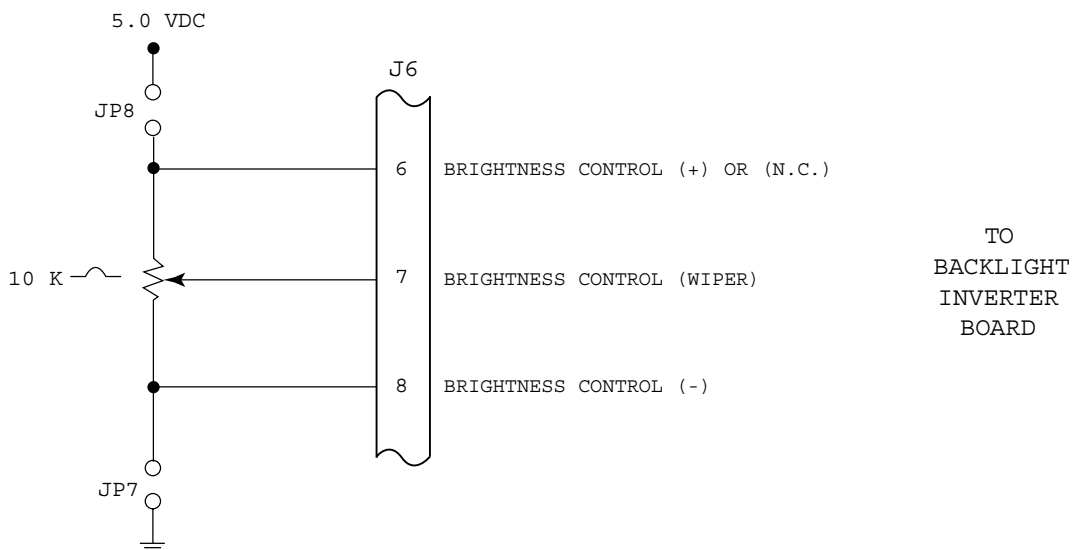 5.0 VDC
J6
JP8
6 BRIGHTNESS CONTROL (+) OR (N.C.)
10 K
7 BRIGHTNESS CONTROL (WIPER)
TO
BACKLIGHT
INVERTER
BOARD
8 BRIGHTNESS CONTROL (-)
JP7